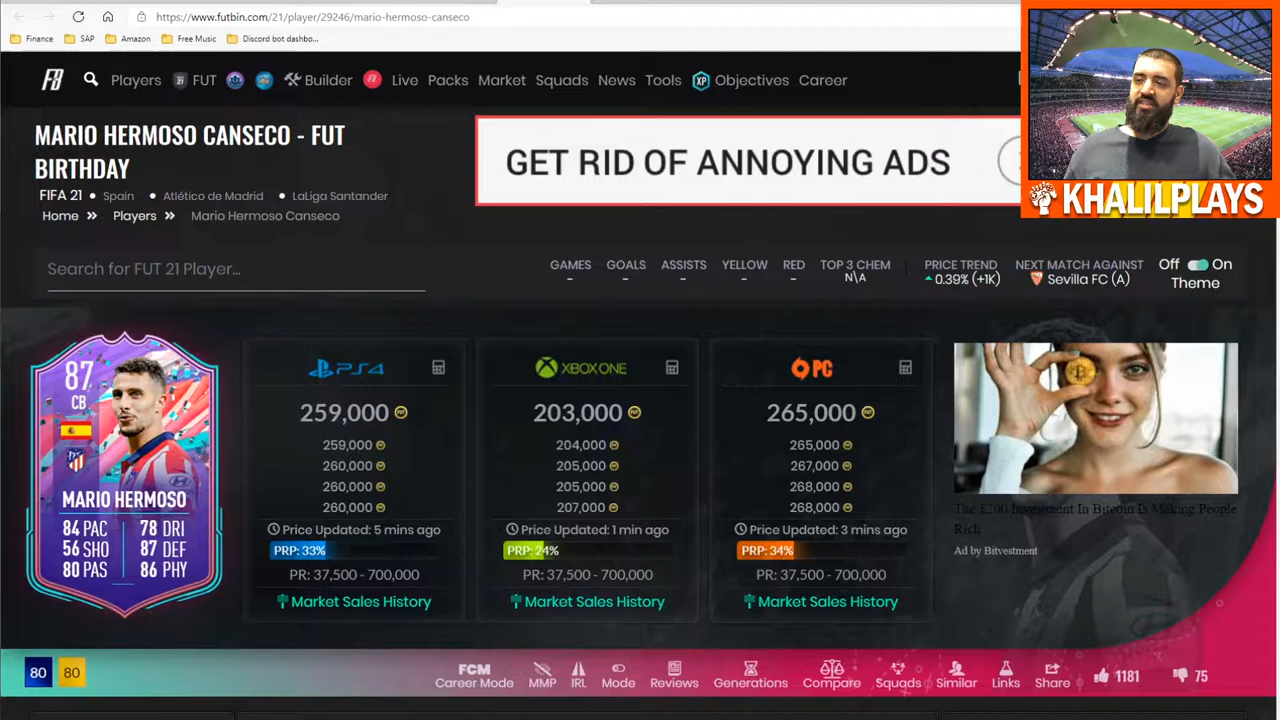 https://www.futbin.com/21/player/29246/mario-hermoso-canseco
Finance SAP Amazon Free Music Discord bot dashbo...
Players FUT Builder Live Packs Market Squads News Tools XP Objectives Career
MARIO HERMOSO CANSECO - FUT
BIRTHDAY
FIFA 21 • Spain • Atlético de Madrid • LaLiga Santander
Home » Players » Mario Hermoso Canseco
GET RID OF ANNOYING ADS
KHALILPLAYS
Search for FUT 21 Player...
GAMES GOALS ASSISTS YELLOW RED TOP 3 CHEM PRICE TREND NEXT MATCH AGAINST
- - - - - N\A 0.39% (+1K) Sevilla FC (A)
Off On
Theme
87
CB
MARIO HERMOSO
84 PAC 78 DRI
56 SHO 87 DEF
80 PAS 86 PHY
PS4
259,000
259,000
260,000
260,000
260,000
Price Updated: 5 mins ago
PRP: 33%
PR: 37,500 - 700,000
Market Sales History
XBOX ONE
203,000
204,000
205,000
205,000
207,000
Price Updated: 1 min ago
PRP: 24%
PR: 37,500 - 700,000
Market Sales History
PC
265,000
265,000
267,000
268,000
268,000
Price Updated: 3 mins ago
PRP: 34%
PR: 37,500 - 700,000
Market Sales History
The £200 Investment In Bitcoin Is Making People
Rich
Ad by Bitvestment
80 80
FCM
Career Mode MMP IRL Mode Reviews Generations Compare Squads Similar Links Share 1181 75